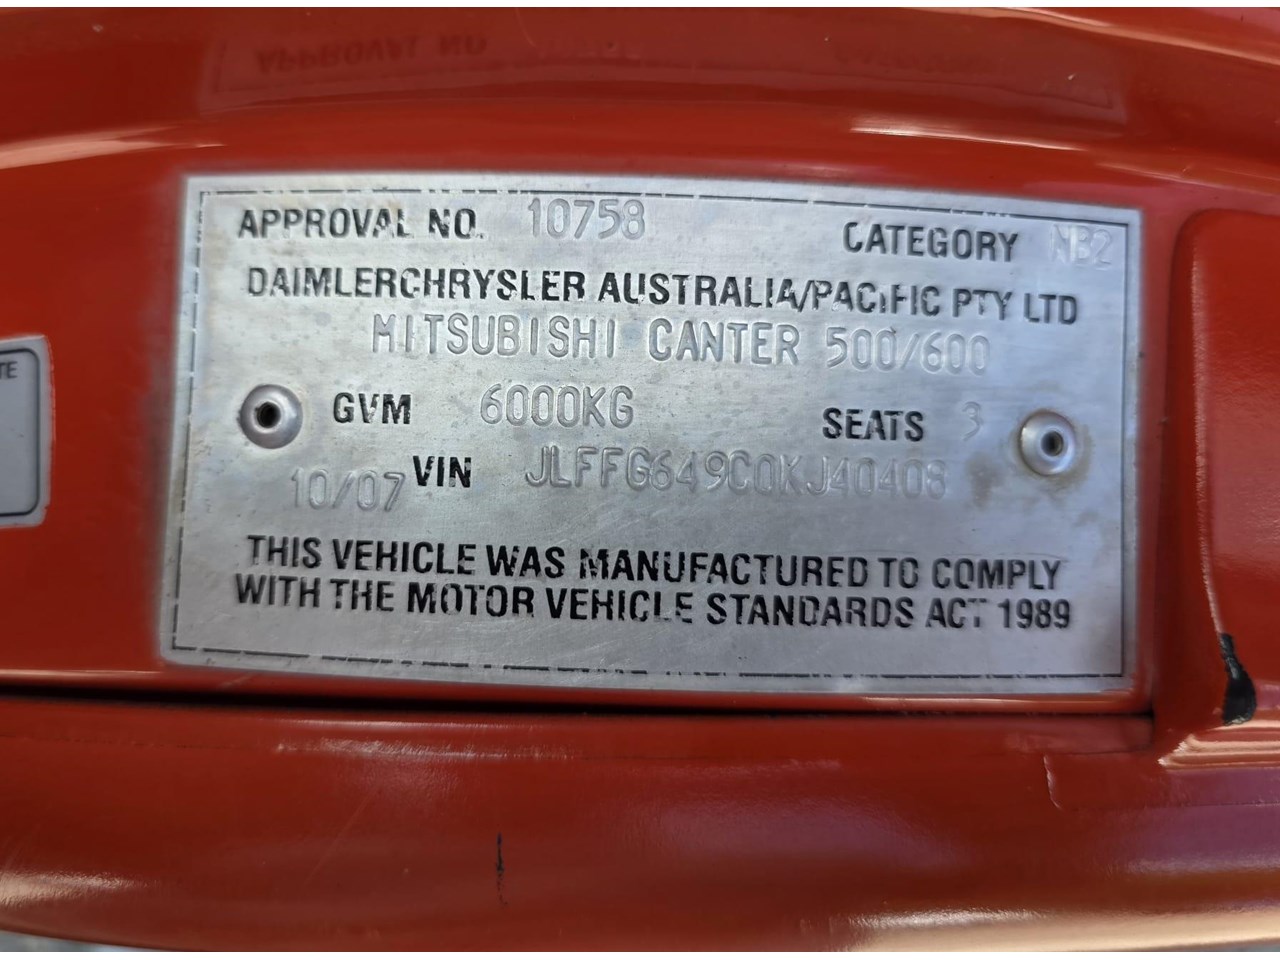 APPROVAL NO. 10758 CATEGORY NB2
DAIMLERCHRYSLER AUSTRALIA/PACIFIC PTY LTD
MITSUBISHI CANTER 500/600
GVM 6000KG SEATS 3
10/07 VIN JLFFG649C0KJ40408
THIS VEHICLE WAS MANUFACTURED TO COMPLY
WITH THE MOTOR VEHICLE STANDARDS ACT 1989
TE